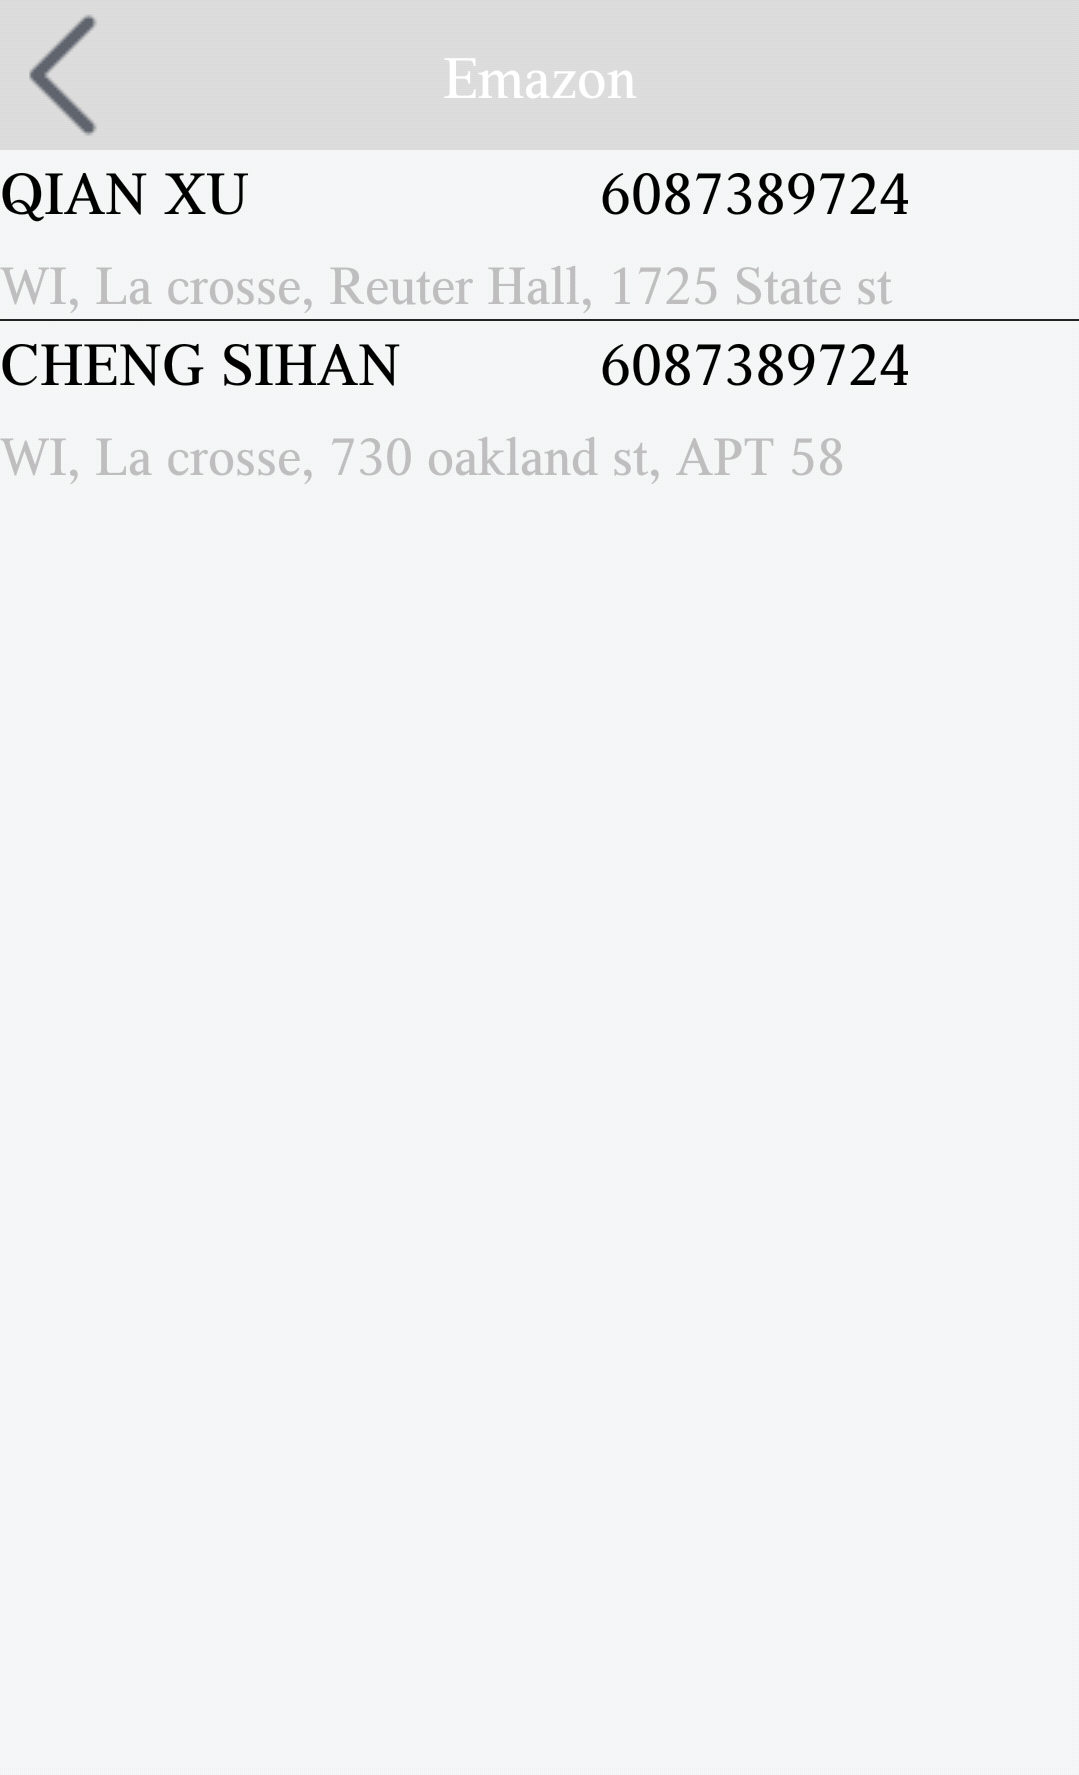 Emazon
QIAN XU 6087389724
WI, La crosse, Reuter Hall, 1725 State st
CHENG SIHAN 6087389724
WI, La crosse, 730 oakland st, APT 58